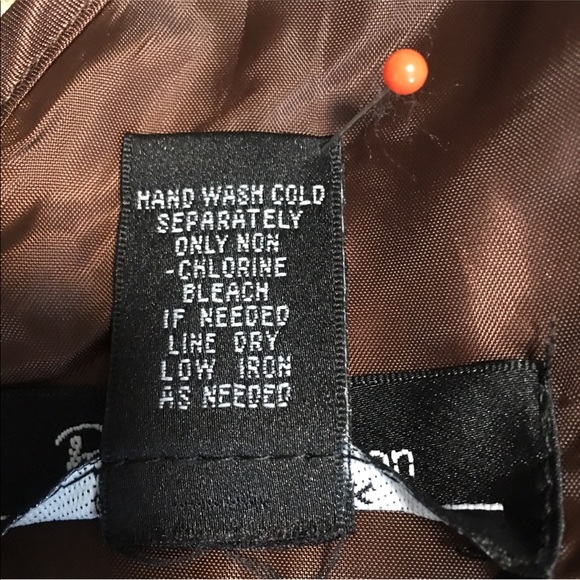 HAND WASH COLD
SEPARATELY
ONLY NON
-CHLORINE
BLEACH
IF NEEDED
LINE DRY
LOW IRON
AS NEEDED